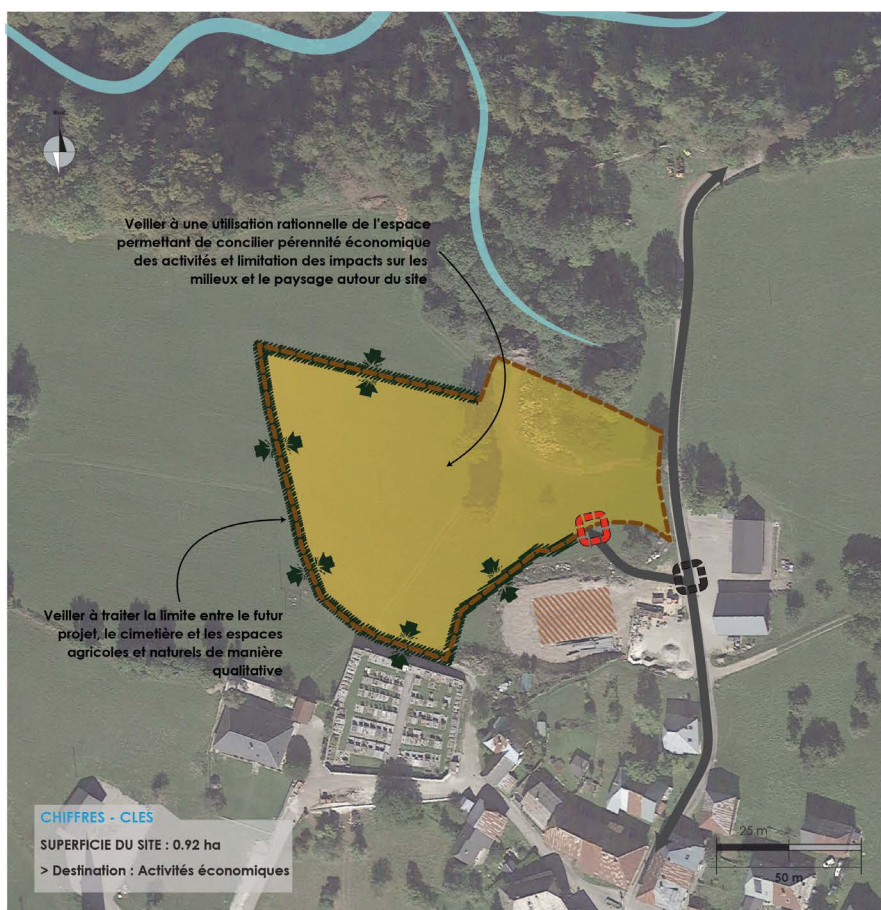 Veiller à une utilisation rationnelle de l'espace
permettant de concilier pérennité économique
des activités et limitation des impacts sur les
milieux et le paysage autour du site
Veiller à traiter la limite entre le futur
projet, le cimetière et les espaces
agricoles et naturels de manière
qualitative
CHIFFRES - CLES
SUPERFICIE DU SITE : 0.92 ha
> Destination : Activités économiques
25 m
50 m